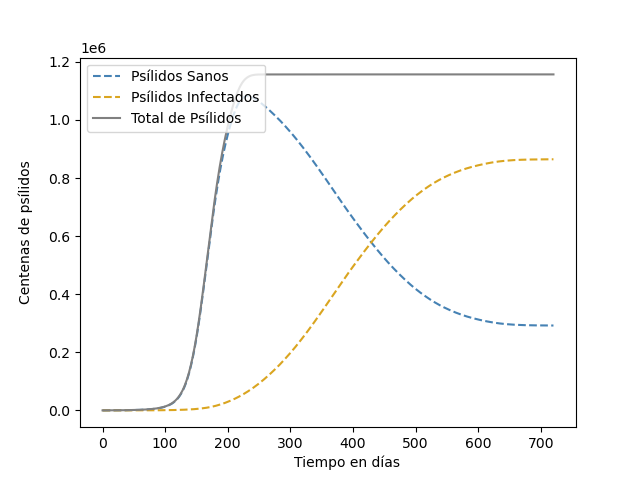 1e6
1.2
1.0
0.8
0.6
0.4
0.2
0.0
Centenas de psílidos
Psílidos Sanos
Psílidos Infectados
Total de Psílidos
0 100 200 300 400 500 600 700
Tiempo en días